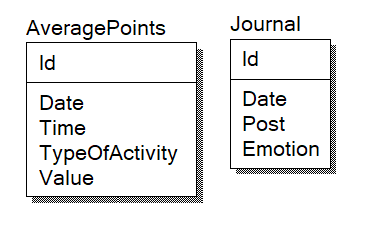 AveragePoints
Id
Date
Time
TypeOfActivity
Value
Journal
Id
Date
Post
Emotion